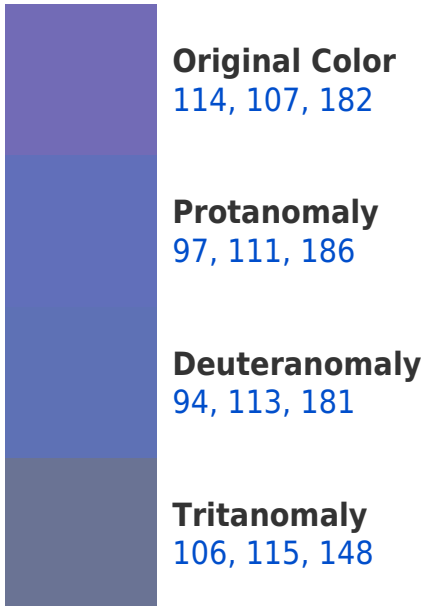 Original Color
114, 107, 182
Protanomaly
97, 111, 186
Deuteranomaly
94, 113, 181
Tritanomaly
106, 115, 148